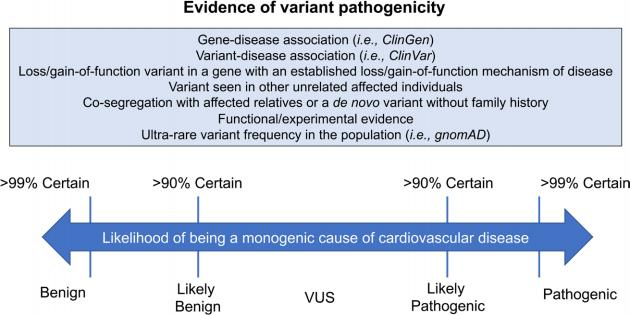 Evidence of variant pathogenicity
Gene-disease association (i.e., ClinGen)
Variant-disease association (i.e., ClinVar)
Loss/gain-of-function variant in a gene with an established loss/gain-of-function mechanism of disease
Variant seen in other unrelated affected individuals
Co-segregation with affected relatives or a de novo variant without family history
Functional/experimental evidence
Ultra-rare variant frequency in the population (i.e., gnomAD)
>99% Certain >90% Certain >90% Certain >99% Certain
Likelihood of being a monogenic cause of cardiovascular disease
Benign
Likely
Benign
VUS
Likely
Pathogenic
Pathogenic